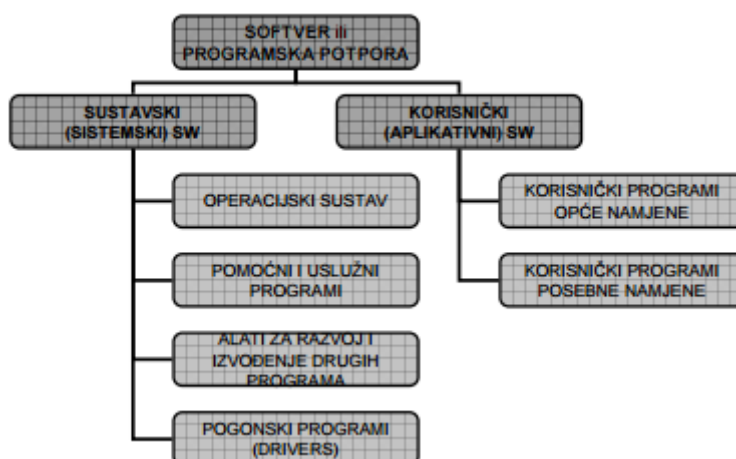 SOFTVER ili
PROGRAMSKA POTPORA
SUSTAVSKI
(SISTEMSKI) SW
KORISNIČKI
(APLIKATIVNI) SW
OPERACIJSKI SUSTAV
POMOĆNI I USLUŽNI
PROGRAMI
ALATI ZA RAZVOJ I
IZVOĐENJE DRUGIH
PROGRAMA
POGONSKI PROGRAMI
(DRIVERS)
KORISNIČKI PROGRAMI
OPĆE NAMJENE
KORISNIČKI PROGRAMI
POSEBNE NAMJENE